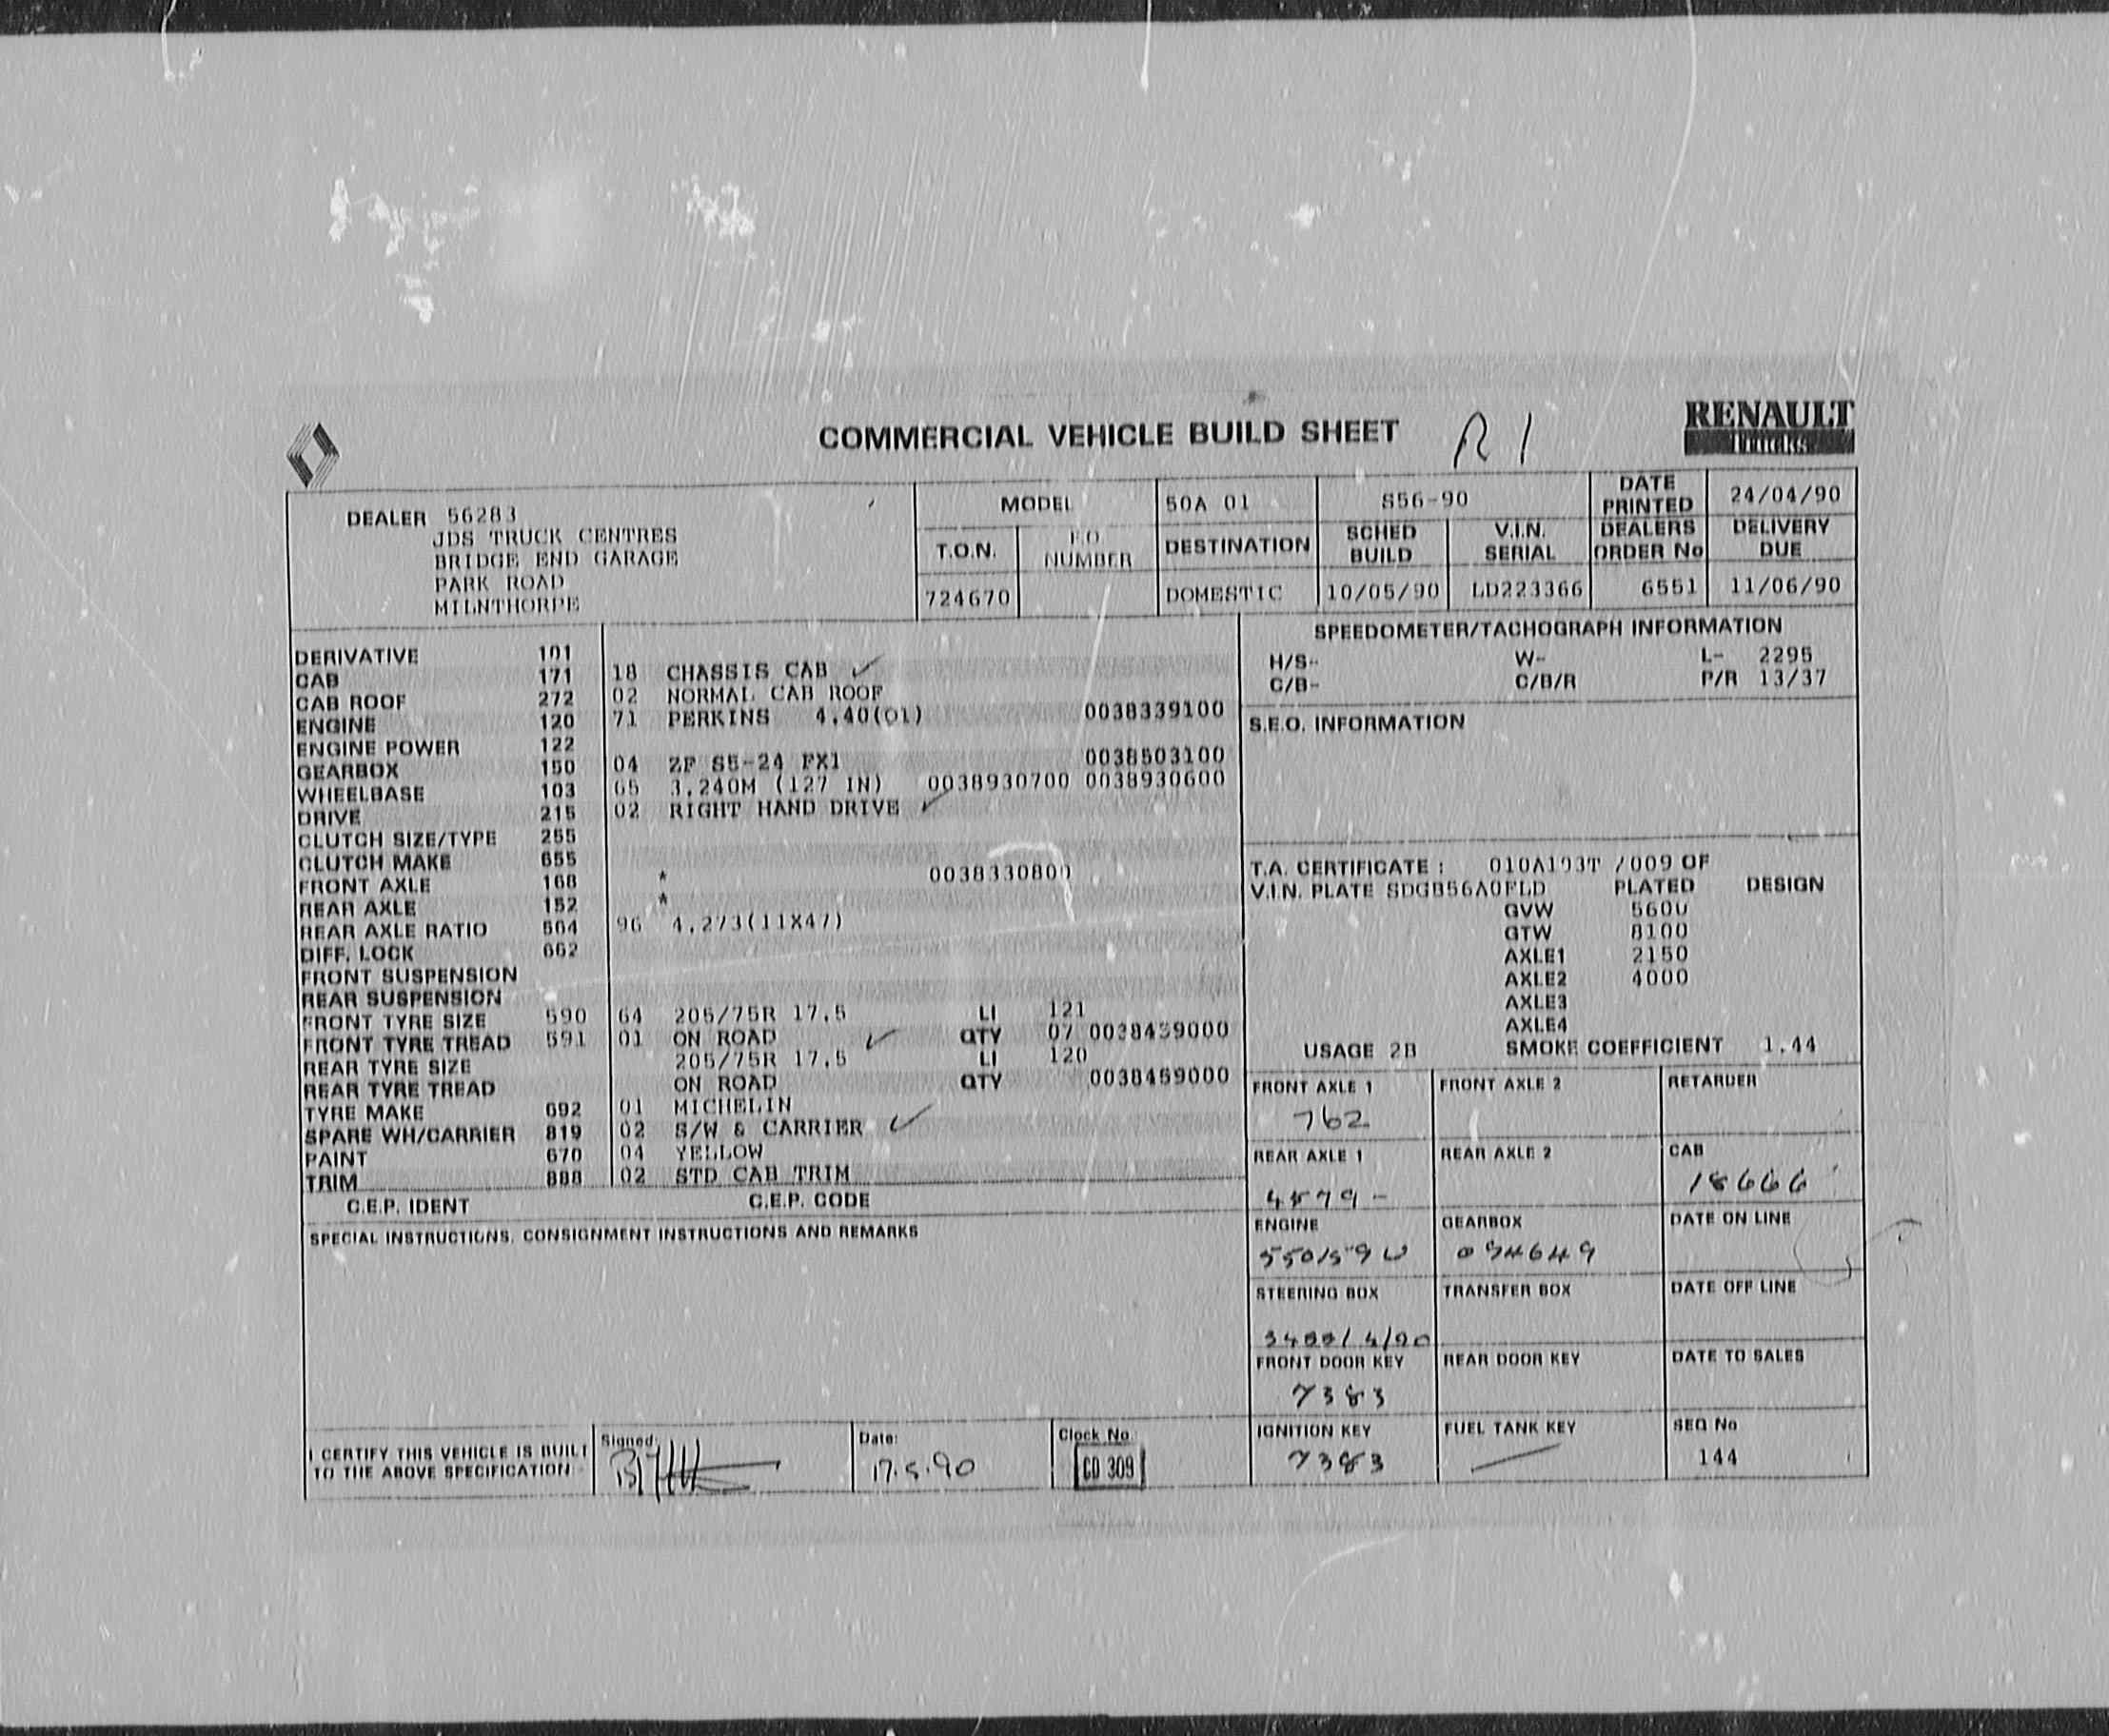 COMMERCIAL VEHICLE BUILD SHEET R1
RENAULT
Trucks
DEALER 56283
JDS TRUCK CENTRES
BRIDGE END GARAGE
PARK ROAD
MILNTHORPE
MODEL 50A 01 S56-90 DATE PRINTED 24/04/90
T.O.N. F.O. NUMBER DESTINATION SCHED BUILD V.I.N. SERIAL DEALERS ORDER No DELIVERY DUE
724670 DOMESTIC 10/05/90 LD223366 6551 11/06/90
DERIVATIVE 101
CAB 171 18 CHASSIS CAB ✓
CAB ROOF 272 02 NORMAL CAB ROOF
ENGINE 120 71 PERKINS 4.40(01) 0038339100
ENGINE POWER 122
GEARBOX 150 04 ZF S5-24 PX1 0038503100
WHEELBASE 103 65 3.240M (127 IN) 0038930700 0038930600
DRIVE 215 02 RIGHT HAND DRIVE ✓
CLUTCH SIZE/TYPE 255
CLUTCH MAKE 655
FRONT AXLE 168 * 0038330800
REAR AXLE 152 *
REAR AXLE RATIO 564 96 4.273(11X47)
DIFF. LOCK 662
FRONT SUSPENSION
REAR SUSPENSION
FRONT TYRE SIZE 590 64 205/75R 17.5 LI 121
FRONT TYRE TREAD 591 01 ON ROAD ✓ QTY 07 0038459000
REAR TYRE SIZE 205/75R 17.5 LI 120
REAR TYRE TREAD ON ROAD QTY 0038459000
TYRE MAKE 692 01 MICHELIN
SPARE WH/CARRIER 819 02 S/W & CARRIER ✓
PAINT 670 04 YELLOW
TRIM 888 02 STD CAB TRIM
C.E.P. IDENT C.E.P. CODE
SPECIAL INSTRUCTIONS, CONSIGNMENT INSTRUCTIONS AND REMARKS
SPEEDOMETER/TACHOGRAPH INFORMATION
H/S- W- L- 2295
C/B- C/B/R P/R 13/37
S.E.O. INFORMATION
T.A. CERTIFICATE : 010A193T /009 OF
V.I.N. PLATE SDGB56A0FLD PLATED DESIGN
GVW 5600
GTW 8100
AXLE1 2150
AXLE2 4000
AXLE3
AXLE4
USAGE 2B SMOKE COEFFICIENT 1.44
FRONT AXLE 1 FRONT AXLE 2 RETARDER
762
REAR AXLE 1 REAR AXLE 2 CAB
18666
ENGINE GEARBOX DATE ON LINE
094649
STEERING BOX TRANSFER BOX DATE OFF LINE
FRONT DOOR KEY REAR DOOR KEY DATE TO SALES
7383
IGNITION KEY FUEL TANK KEY SEQ No
7383 144
I CERTIFY THIS VEHICLE IS BUILT
TO THE ABOVE SPECIFICATION
Signed:
Date:
17.5.90
Clock No
CD 309